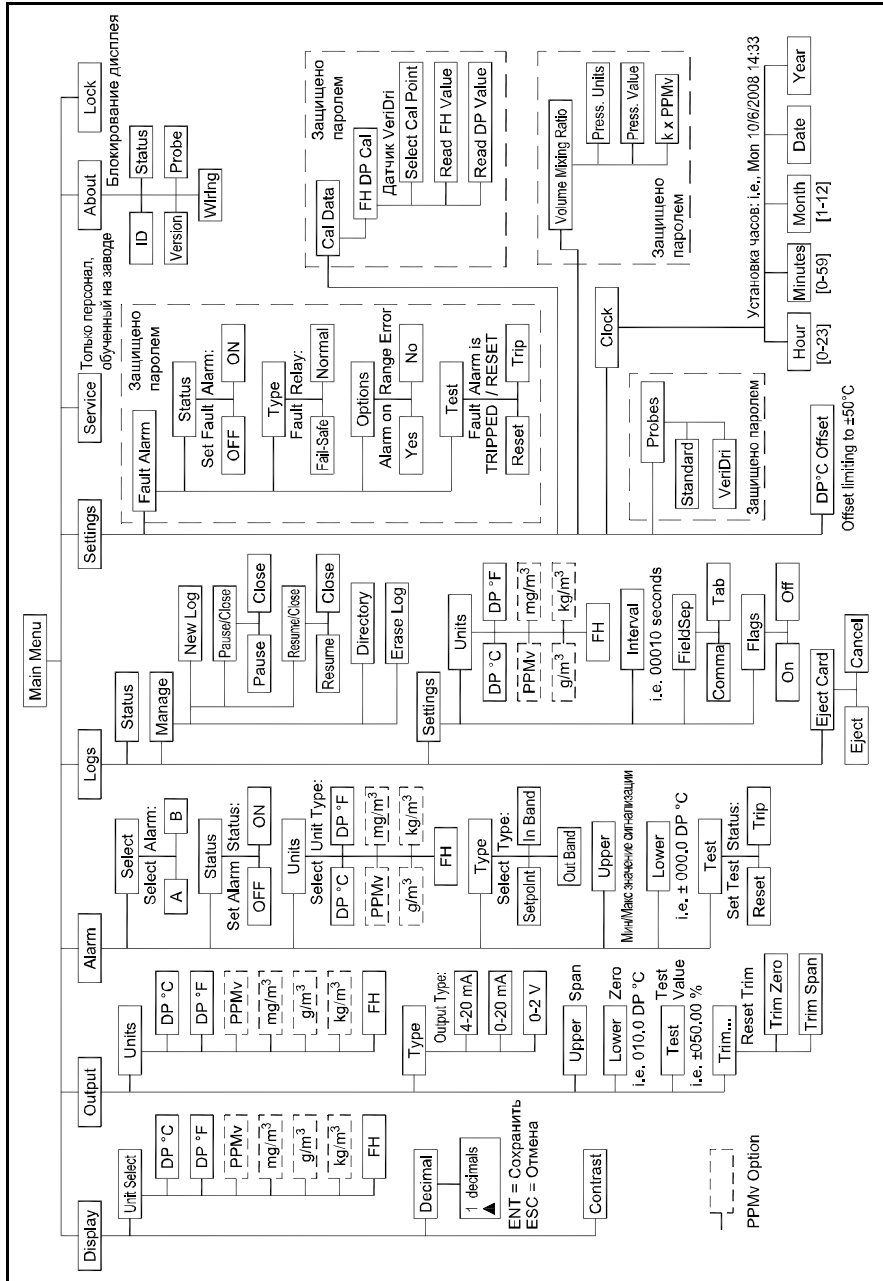 Main Menu
Display
Unit Select
DP °C
DP °F
PPMv
mg/m³
g/m³
kg/m³
FH
Decimal
1 decimals
▲
ENT = Сохранить
ESC = Отмена
Contrast
PPMv Option
Output
Units
DP °C
DP °F
PPMv
mg/m³
g/m³
kg/m³
FH
Type
Output Type:
4-20 mA
0-20 mA
0-2 V
Upper
Span
Lower
Zero
i.e. 010.0 DP °C
Test
Test Value
i.e. ±050.00 %
Trim...
Reset Trim
Trim Zero
Trim Span
Alarm
Select
Select Alarm:
A
B
Status
Set Alarm Status:
OFF
ON
Units
Select Unit Type:
DP °C
DP °F
PPMv
mg/m³
g/m³
kg/m³
FH
Type
Select Type:
Setpoint
In Band
Out Band
Upper
Мин/Макс значение сигнализации
Lower
i.e. ± 000.0 DP °C
Test
Set Test Status:
Reset
Trip
Logs
Status
Manage
New Log
Pause/Close
Pause
Close
Resume/Close
Resume
Close
Directory
Erase Log
Settings
Units
DP °C
DP °F
PPMv
mg/m³
g/m³
kg/m³
FH
Interval
i.e. 00010 seconds
FieldSep
Comma
Tab
Flags
On
Off
Eject Card
Eject
Cancel
Settings
Защищено
паролем
Fault Alarm
Status
Set Fault Alarm:
OFF
ON
Type
Fault Relay:
Fail-Safe
Normal
Options
Alarm on Range Error
Yes
No
Test
Fault Alarm is
TRIPPED / RESET
Reset
Trip
Защищено
паролем
Cal Data
FH DP Cal
Датчик VeriDri
Select Cal Point
Read FH Value
Read DP Value
Volume Mixing Ratio
Press. Units
Press. Value
k x PPMv
Защищено
паролем
Clock
Установка часов: i.e., Mon 10/6/2008 14:33
Hour
Minutes
Month
Date
Year
[0-23]
[0-59]
[1-12]
Probes
Standard
VeriDri
Защищено паролем
DP°C Offset
Offset limiting to ±50°C
Service
Только персонал,
обученный на заводе
About
ID
Status
Version
Probe
Wiring
Lock
Блокирование дисплея